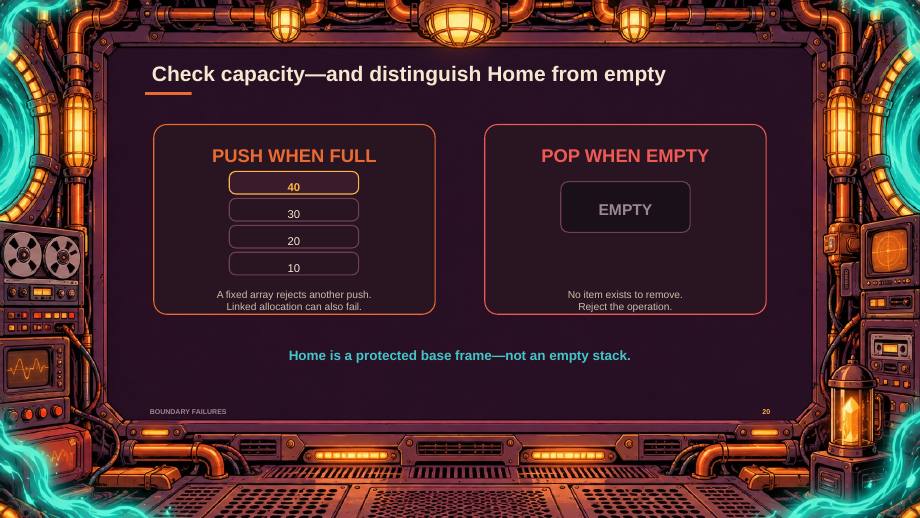 Check capacity—and distinguish Home from empty
PUSH WHEN FULL
40
30
20
10
A fixed array rejects another push.
Linked allocation can also fail.
POP WHEN EMPTY
EMPTY
No item exists to remove.
Reject the operation.
Home is a protected base frame—not an empty stack.
BOUNDARY FAILURES
20